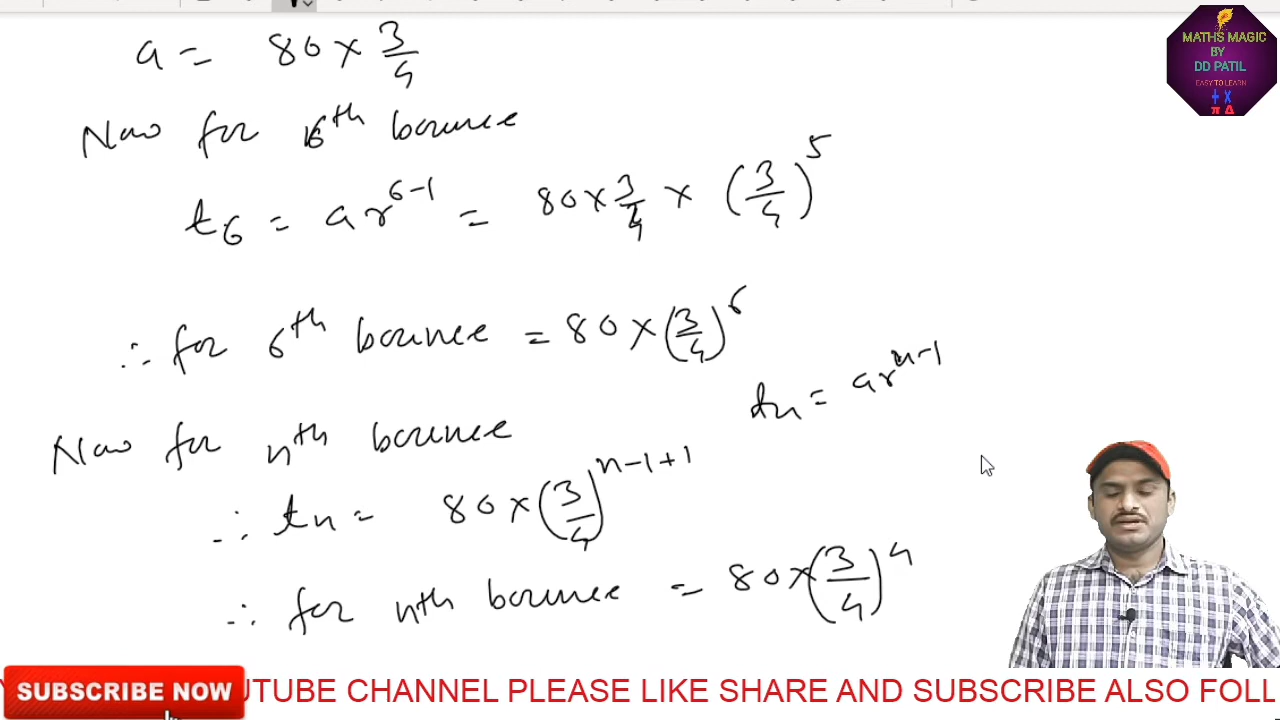 MATHS MAGIC
BY
DD PATIL
EASY TO LEARN
+ X
π Δ
a = 80 × 3/4
Now for 6th bounce
t6 = ar^6-1 = 80 × 3/4 × (3/4)^5
∴ for 6th bounce = 80 × (3/4)^6
tn = ar^n-1
Now for nth bounce
∴ tn = 80 × (3/4)^n-1+1
∴ for nth bounce = 80 × (3/4)^n
SUBSCRIBE NOW
UTUBE CHANNEL PLEASE LIKE SHARE AND SUBSCRIBE ALSO FOLL